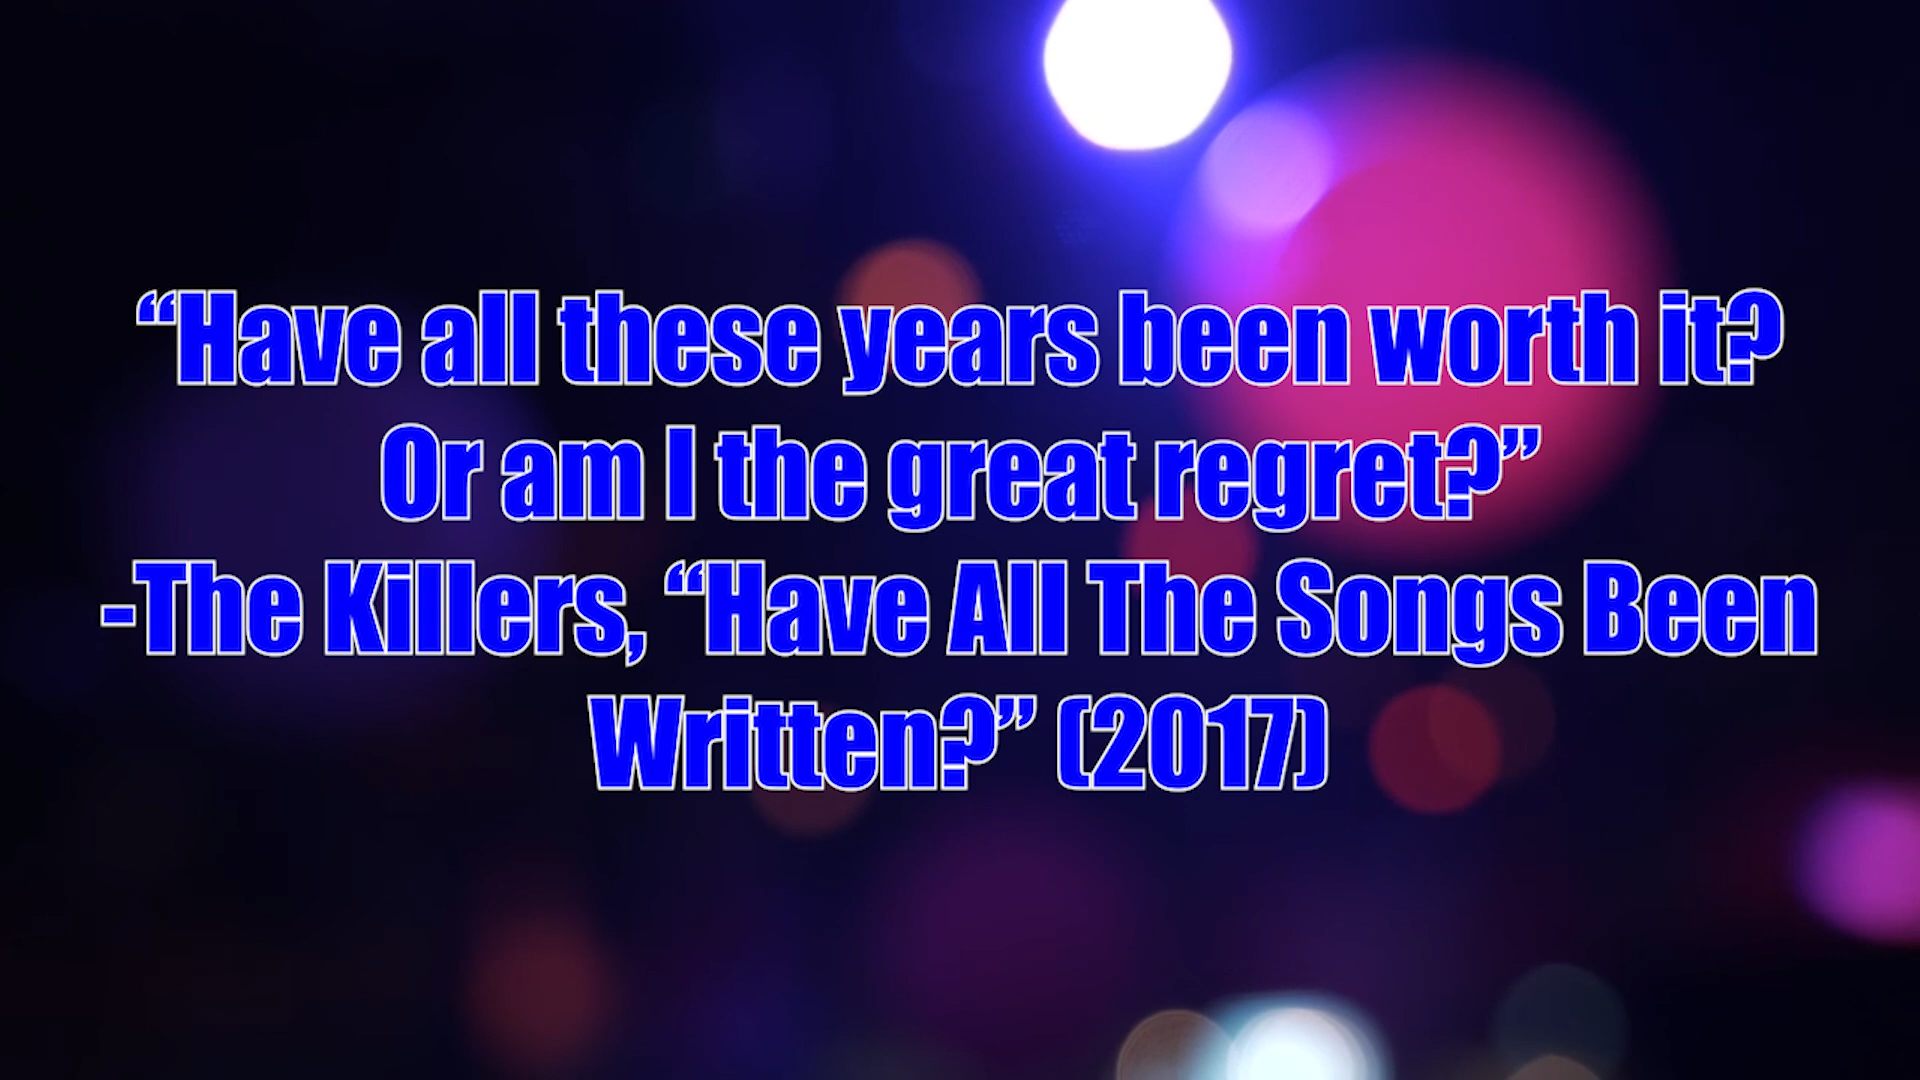 “Have all these years been worth it?
Or am I the great regret?”
-The Killers, “Have All The Songs Been
Written?” (2017)